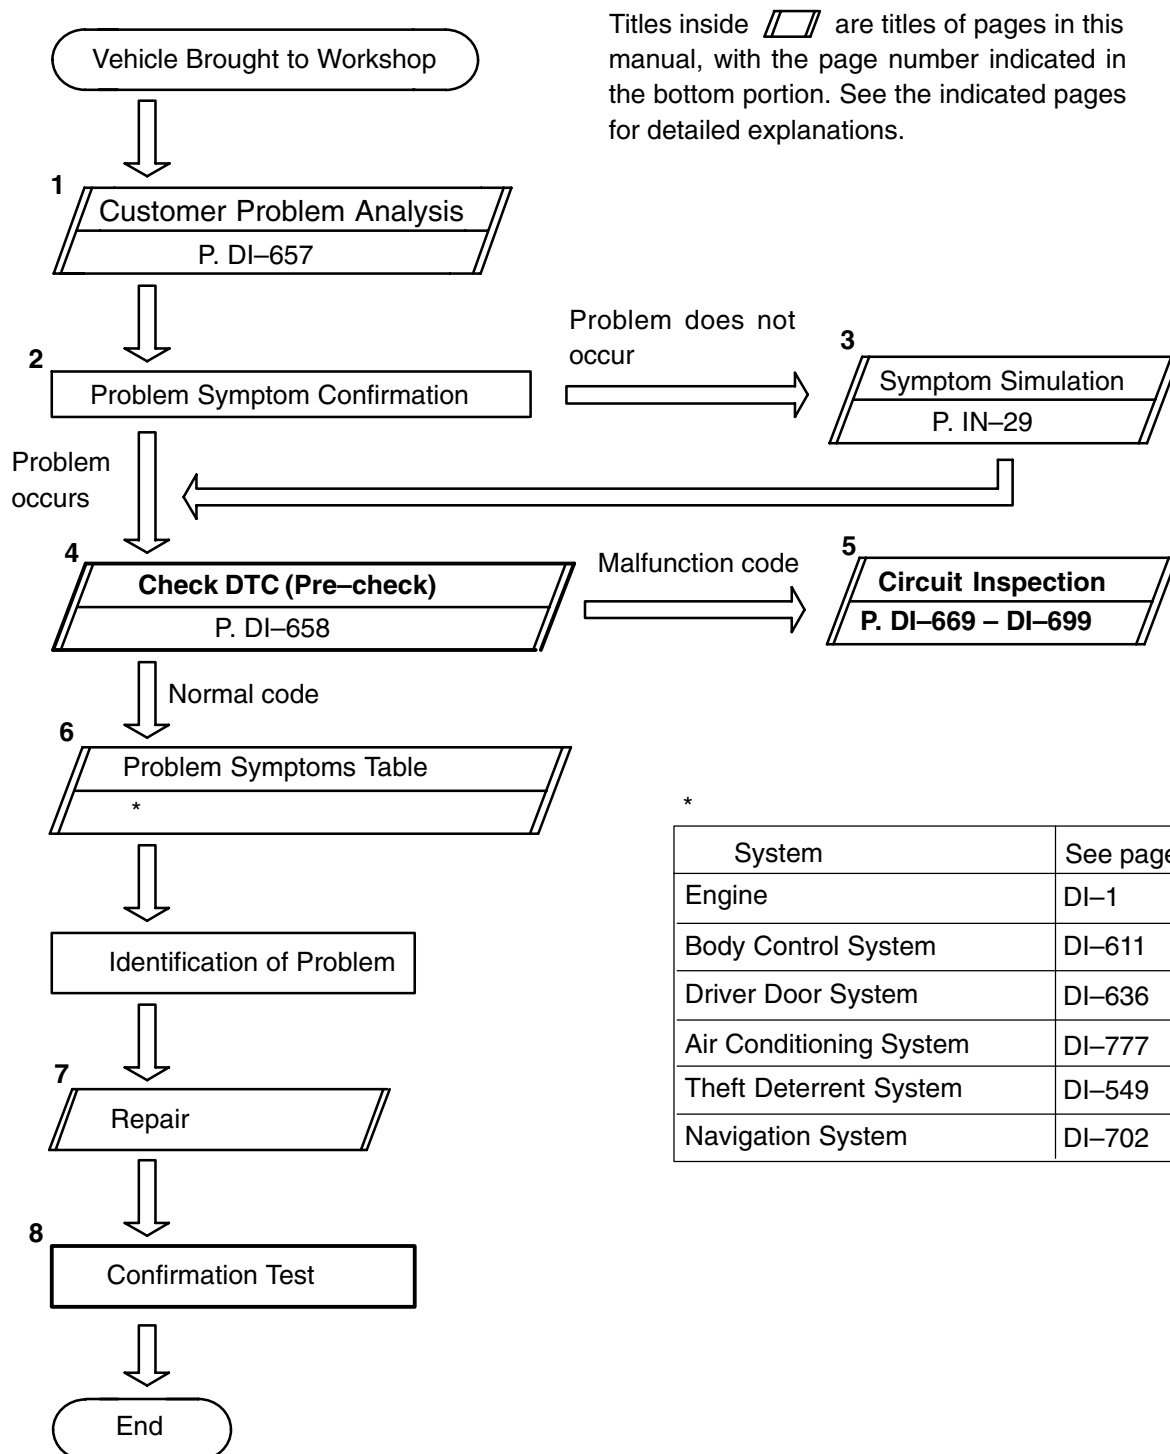 Titles inside are titles of pages in this
manual, with the page number indicated in
the bottom portion. See the indicated pages
for detailed explanations.
Vehicle Brought to Workshop
1
Customer Problem Analysis
P. DI–657
2
Problem Symptom Confirmation
Problem does not
occur
3
Symptom Simulation
P. IN–29
Problem
occurs
4
Check DTC (Pre–check)
P. DI–658
Malfunction code
5
Circuit Inspection
P. DI–669 – DI–699
Normal code
6
Problem Symptoms Table
*
Identification of Problem
7
Repair
8
Confirmation Test
End
*
System See page
Engine DI–1
Body Control System DI–611
Driver Door System DI–636
Air Conditioning System DI–777
Theft Deterrent System DI–549
Navigation System DI–702